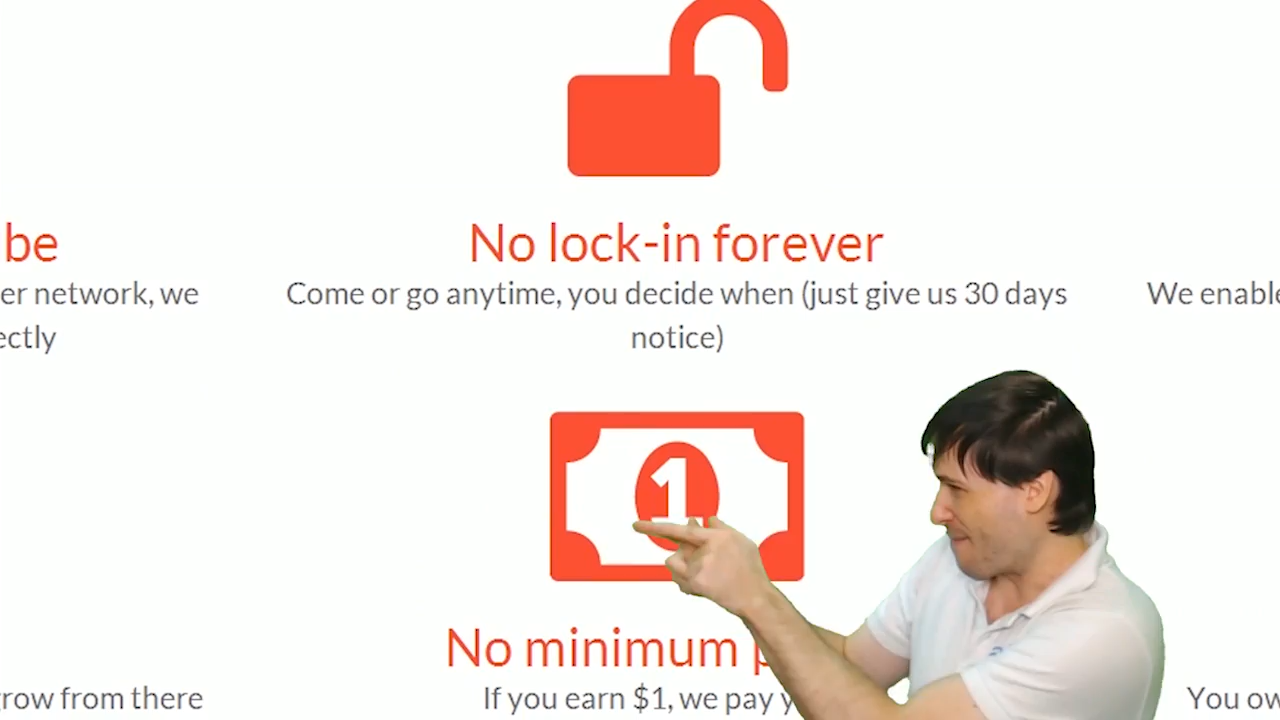 No lock-in forever
be
er network, we
Come or go anytime, you decide when (just give us 30 days
We enable
ectly
notice)
1
No minimum p
grow from there
If you earn $1, we pay y
You ow